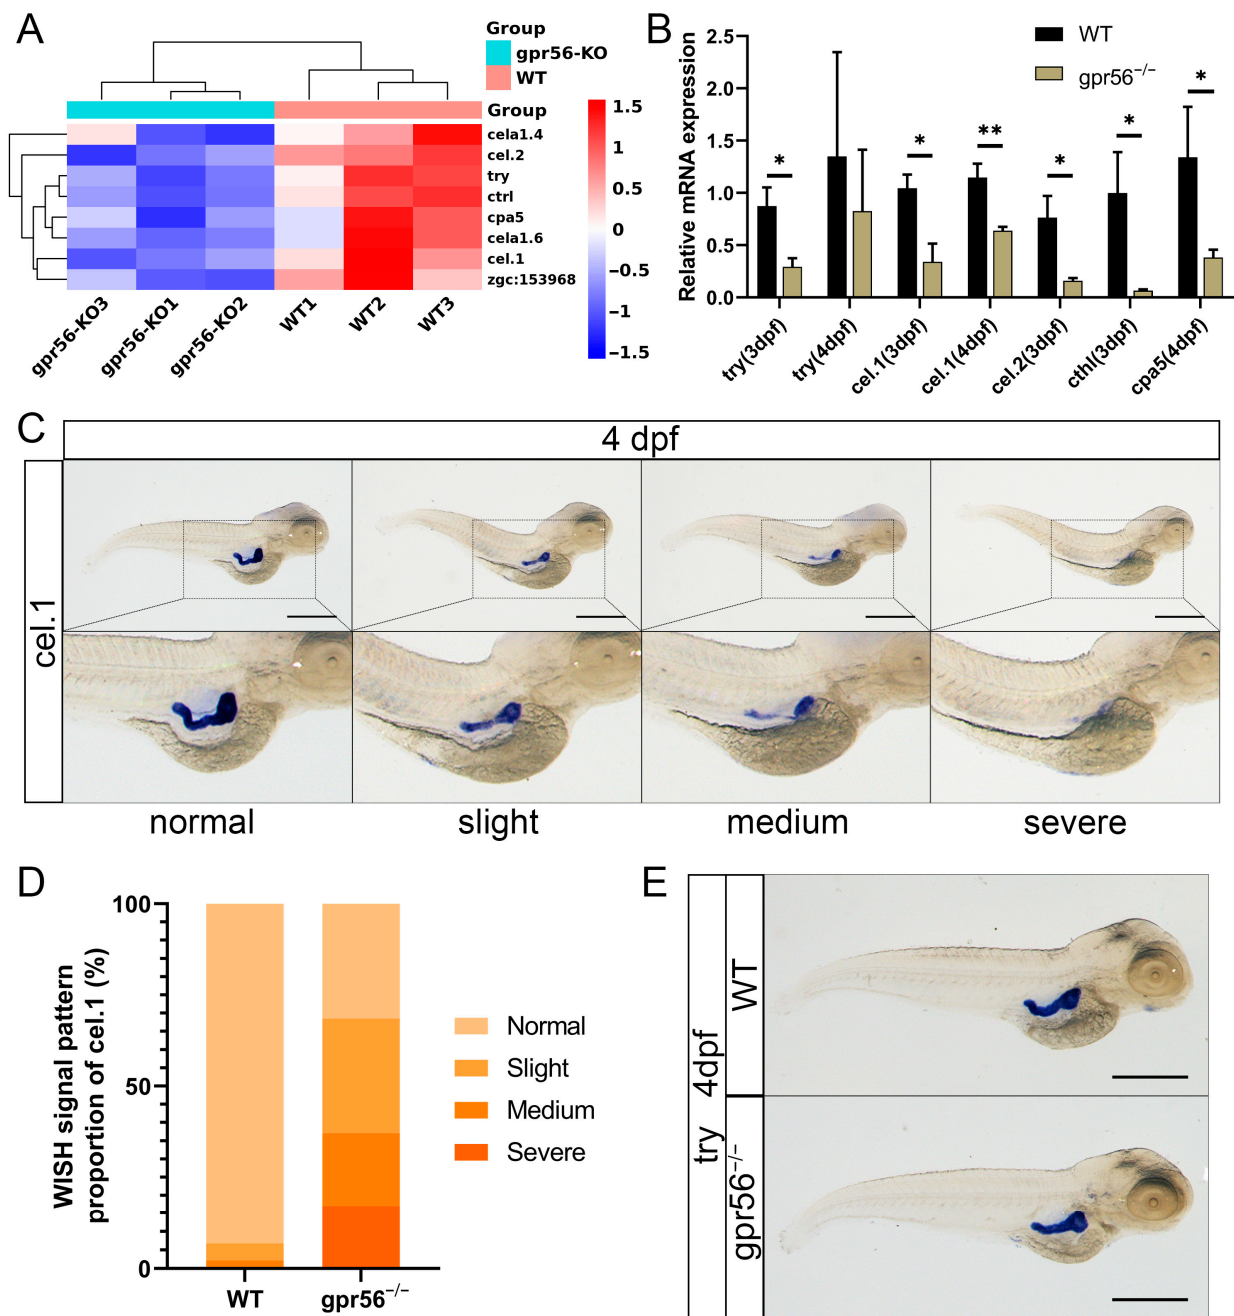 A
Group
gpr56-KO
WT
Group
cela1.4
cel.2
try
ctrl
cpa5
cela1.6
cel.1
zgc:153968
1.5
1
0.5
0
−0.5
−1
−1.5
gpr56-KO3
gpr56-KO1
gpr56-KO2
WT1
WT2
WT3
B
Relative mRNA expression
2.5
2.0
1.5
1.0
0.5
0.0
WT
gpr56−/−
*
*
**
*
*
*
try(3dpf)
try(4dpf)
cel.1(3dpf)
cel.1(4dpf)
cel.2(3dpf)
cthl(3dpf)
cpa5(4dpf)
C
4 dpf
cel.1
normal
slight
medium
severe
D
WISH signal pattern
proportion of cel.1 (%)
100
50
0
WT
gpr56−/−
Normal
Slight
Medium
Severe
E
4dpf
try
WT
gpr56−/−